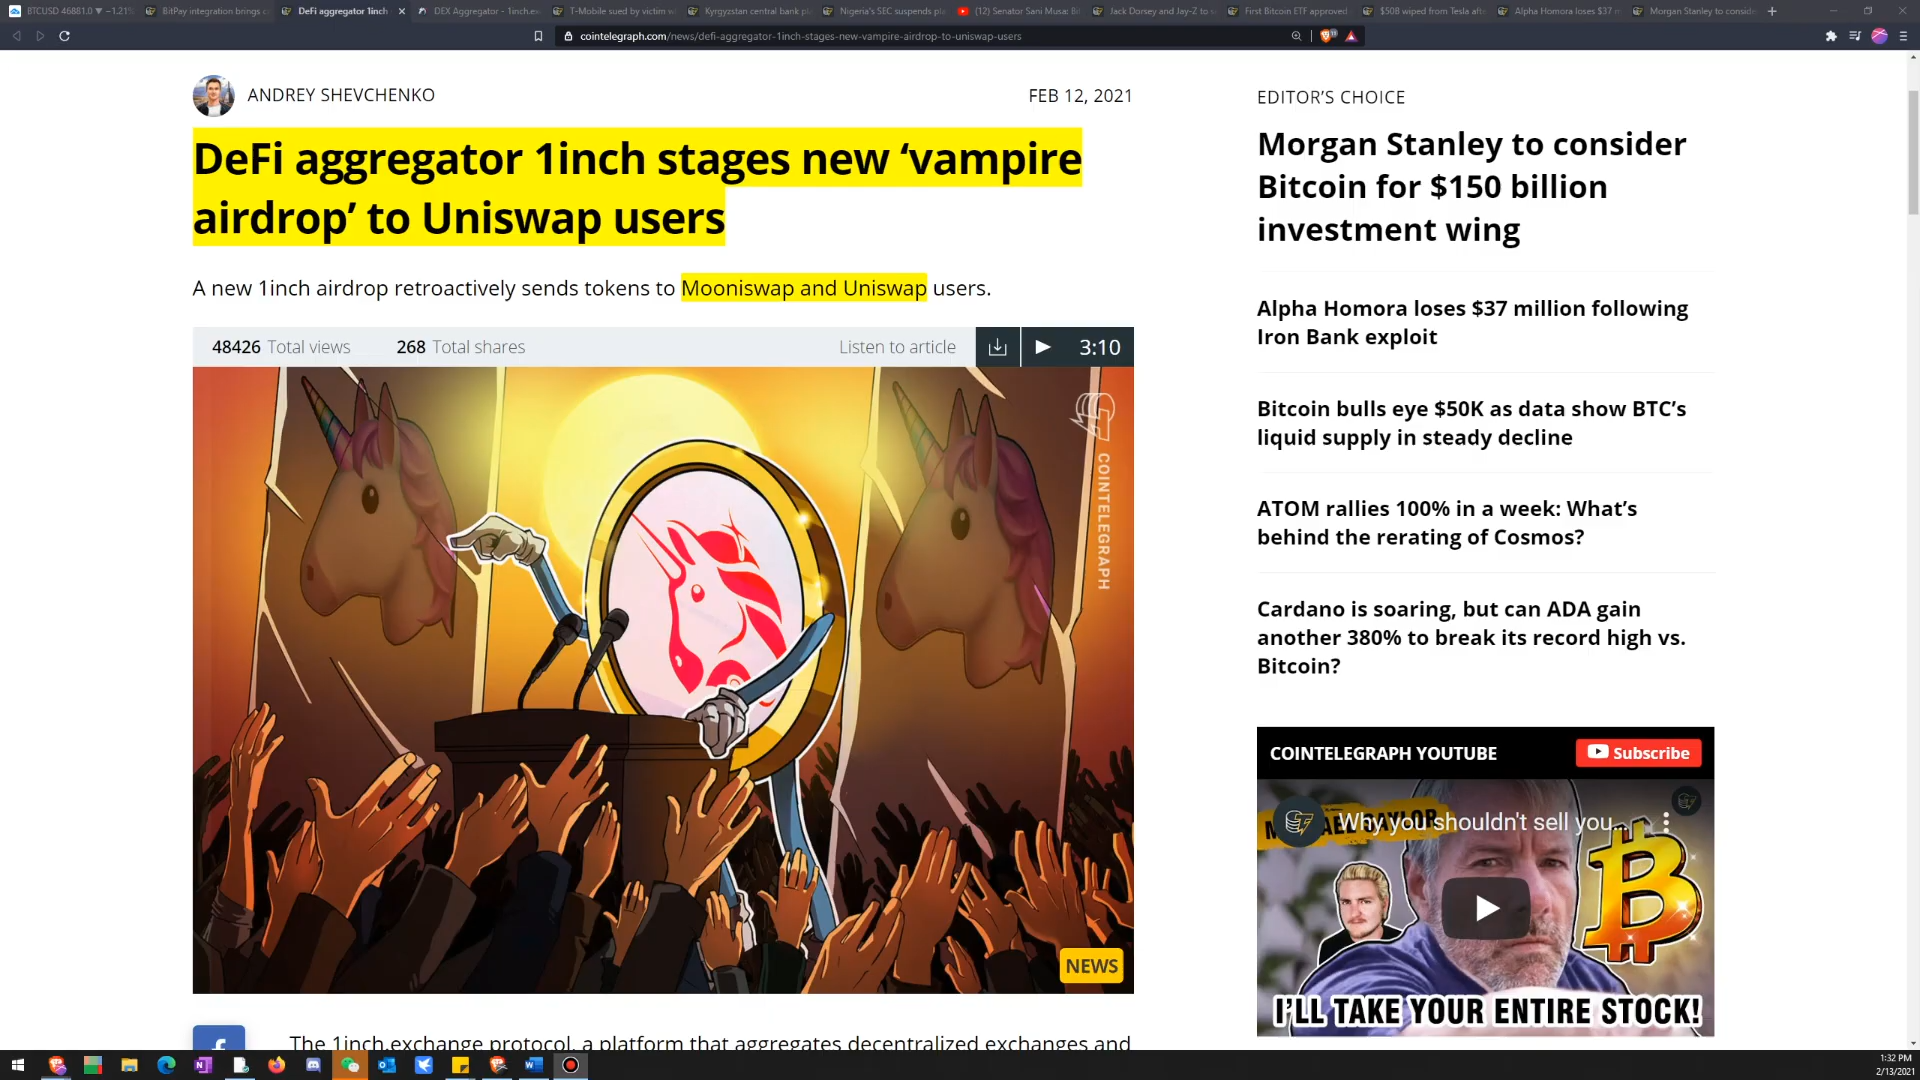 BTCUSD 46881.0 ▼ −1.21%
BitPay integration brings c
DeFi aggregator 1inch
DEX Aggregator - 1inch.ex
T-Mobile sued by victim w
Kyrgyzstan central bank pl
Nigeria's SEC suspends pla
(12) Senator Sani Musa: Bi
Jack Dorsey and Jay-Z to
First Bitcoin ETF approved
$50B wiped from Tesla aft
Alpha Homora loses $37 m
Morgan Stanley to conside
cointelegraph.com/news/defi-aggregator-1inch-stages-new-vampire-airdrop-to-uniswap-users
ANDREY SHEVCHENKO
FEB 12, 2021
DeFi aggregator 1inch stages new ‘vampire
airdrop’ to Uniswap users
A new 1inch airdrop retroactively sends tokens to Mooniswap and Uniswap users.
48426 Total views 268 Total shares Listen to article 3:10
COINTELEGRAPH
NEWS
The 1inch.exchange protocol, a platform that aggregates decentralized exchanges and
EDITOR’S CHOICE
Morgan Stanley to consider
Bitcoin for $150 billion
investment wing
Alpha Homora loses $37 million following
Iron Bank exploit
Bitcoin bulls eye $50K as data show BTC’s
liquid supply in steady decline
ATOM rallies 100% in a week: What’s
behind the rerating of Cosmos?
Cardano is soaring, but can ADA gain
another 380% to break its record high vs.
Bitcoin?
COINTELEGRAPH YOUTUBE
Subscribe
Why you shouldn't sell you...
I'LL TAKE YOUR ENTIRE STOCK!
1:32 PM
2/13/2021